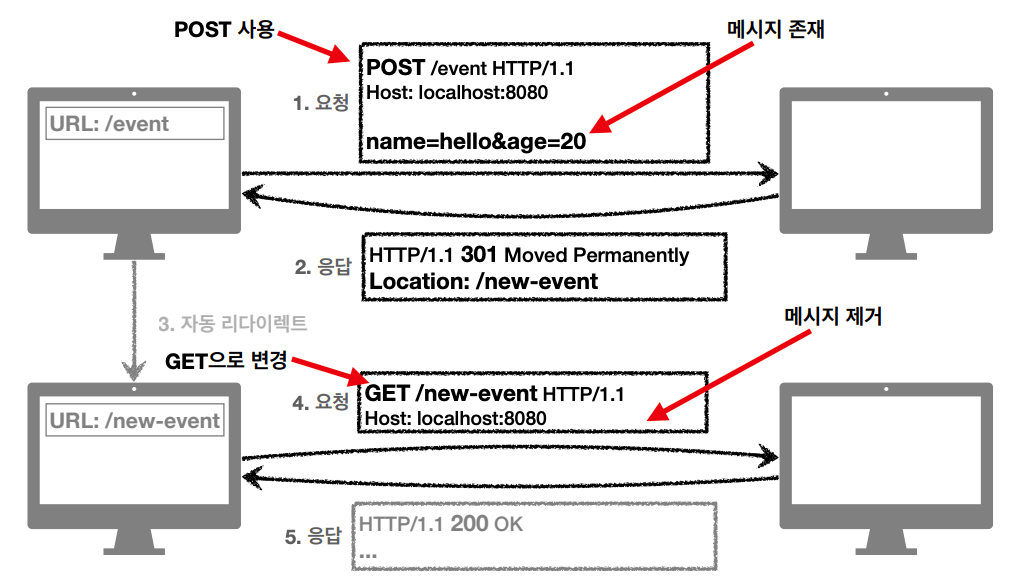 POST 사용
메시지 존재
1. 요청
POST /event HTTP/1.1
Host: localhost:8080
name=hello&age=20
URL: /event
2. 응답
HTTP/1.1 301 Moved Permanently
Location: /new-event
3. 자동 리다이렉트
메시지 제거
GET으로 변경
4. 요청
GET /new-event HTTP/1.1
Host: localhost:8080
URL: /new-event
5. 응답
HTTP/1.1 200 OK
...